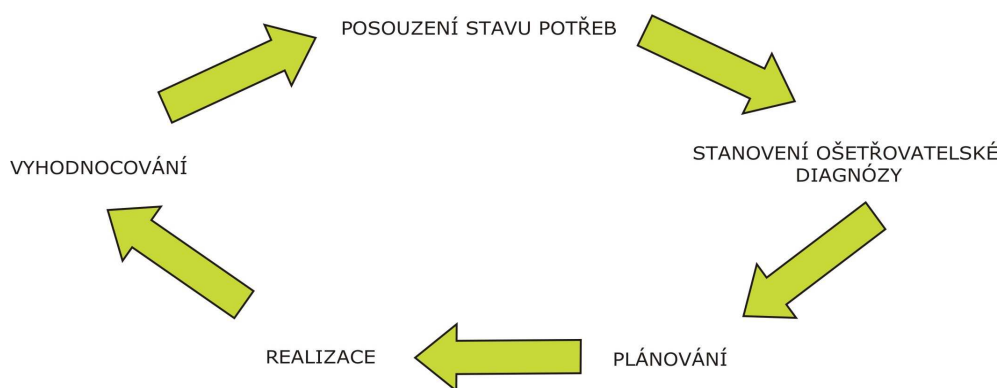 POSOUZENÍ STAVU POTŘEB
STANOVENÍ OŠETŘOVATELSKÉ
DIAGNÓZY
PLÁNOVÁNÍ
REALIZACE
VYHODNOCOVÁNÍ